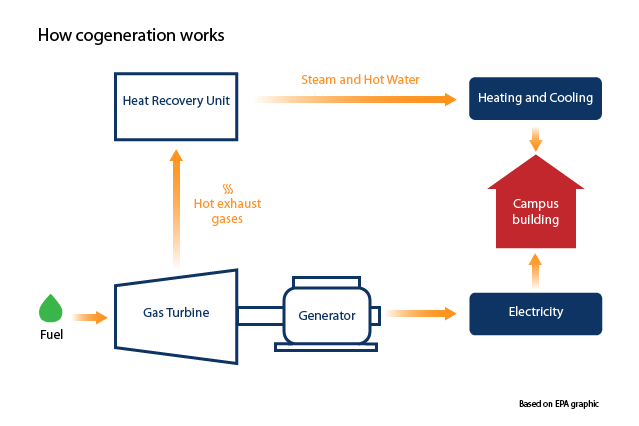 How cogeneration works
Steam and Hot Water
Heat Recovery Unit
Heating and Cooling
Hot exhaust
gases
Campus
building
Gas Turbine
Generator
Electricity
Fuel
Based on EPA graphic